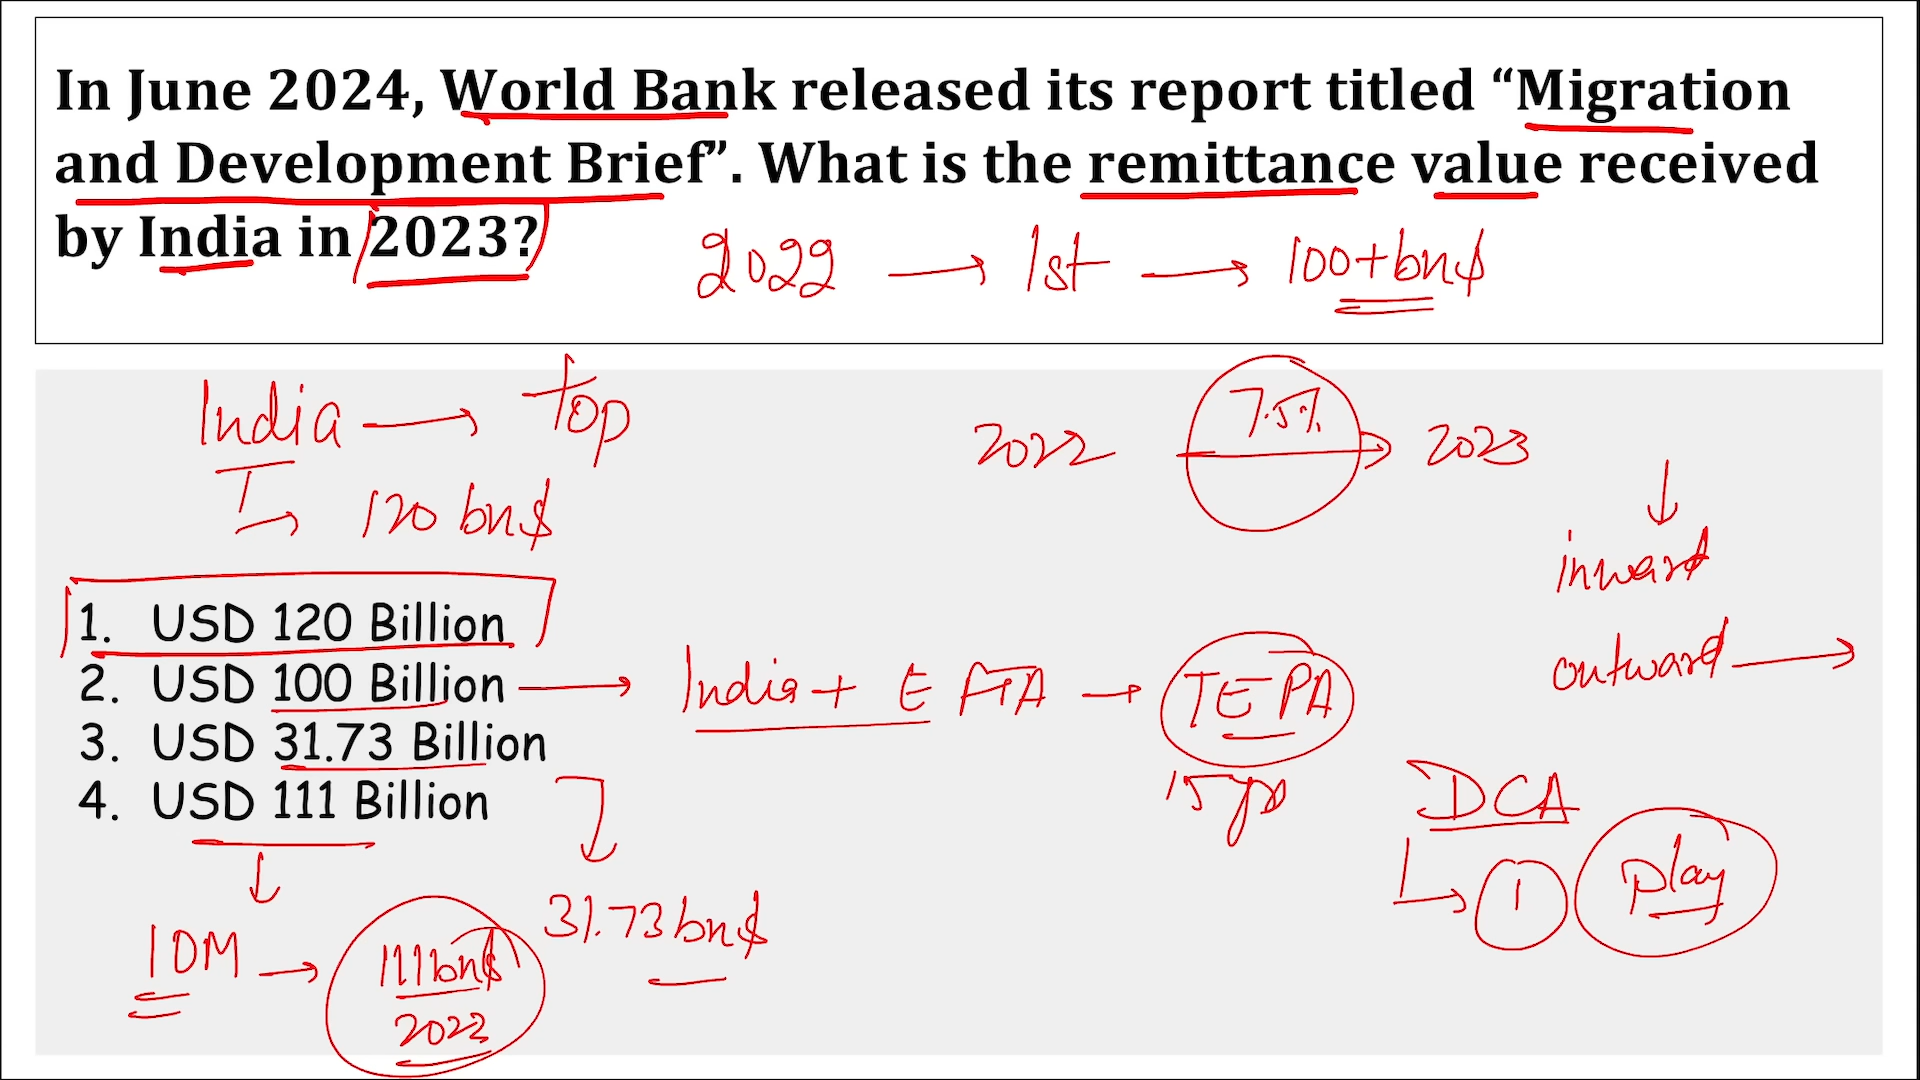 In June 2024, World Bank released its report titled “Migration
and Development Brief”. What is the remittance value received
by India in 2023?
2022 → 1st → 100+bn$
India → top
2022 7.5% 2023
→ 120 bn$
inward
outward →
1. USD 120 Billion
2. USD 100 Billion → India + EFTA → TEPA
3. USD 31.73 Billion
4. USD 111 Billion
15 yrs
DCA
1 play
31.73 bn$
IOM → 111bn$
2022